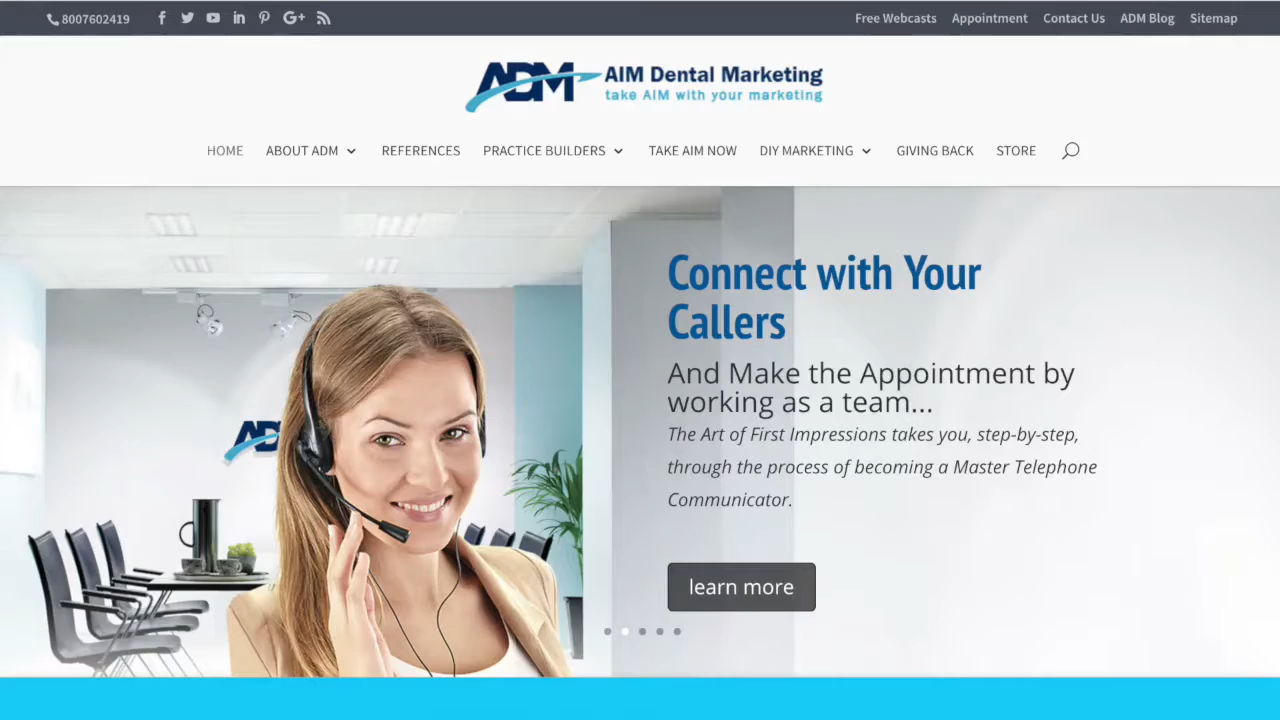 8007602419
Free Webcasts Appointment Contact Us ADM Blog Sitemap
ADM AIM Dental Marketing
take AIM with your marketing
HOME ABOUT ADM REFERENCES PRACTICE BUILDERS TAKE AIM NOW DIY MARKETING GIVING BACK STORE
Connect with Your
Callers
And Make the Appointment by
working as a team...
The Art of First Impressions takes you, step-by-step,
through the process of becoming a Master Telephone
Communicator.
learn more